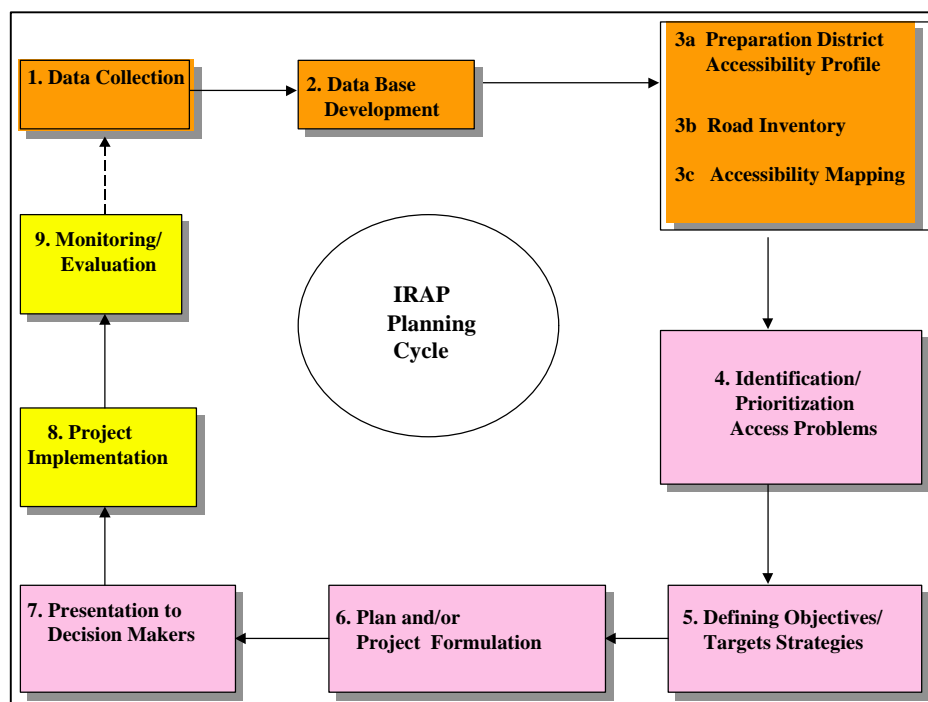 1. Data Collection
2. Data Base
Development
3a Preparation District
Accessibility Profile
3b Road Inventory
3c Accessibility Mapping
4. Identification/
Prioritization
Access Problems
5. Defining Objectives/
Targets Strategies
6. Plan and/or
Project Formulation
7. Presentation to
Decision Makers
8. Project
Implementation
9. Monitoring/
Evaluation
IRAP
Planning
Cycle